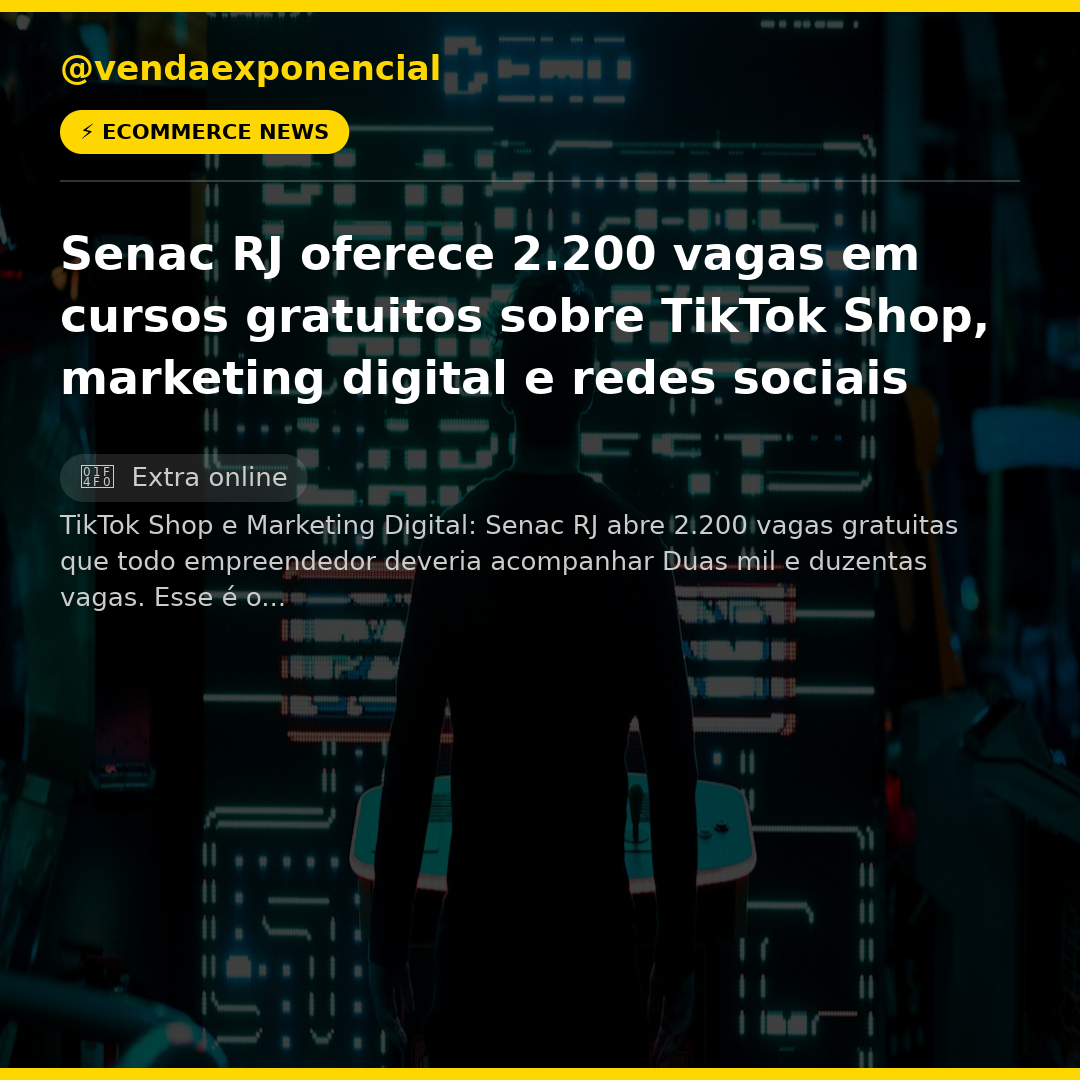 @vendaexponencial
⚡ ECOMMERCE NEWS
Senac RJ oferece 2.200 vagas em
cursos gratuitos sobre TikTok Shop,
marketing digital e redes sociais
Extra online
TikTok Shop e Marketing Digital: Senac RJ abre 2.200 vagas gratuitas
que todo empreendedor deveria acompanhar Duas mil e duzentas
vagas. Esse é o...